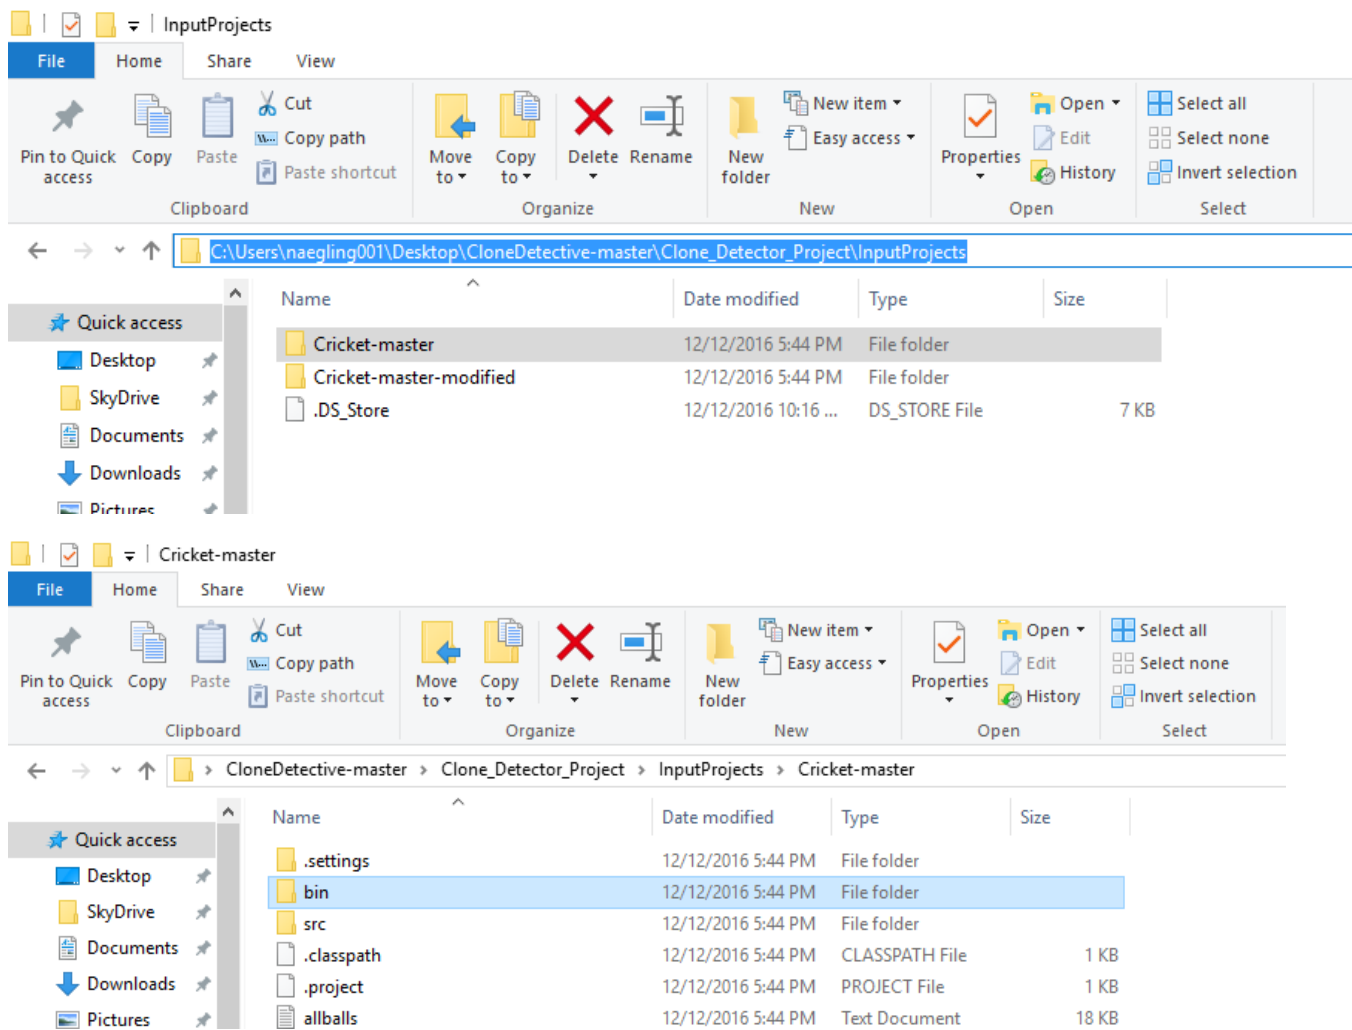 InputProjects
File Home Share View
Cut
Copy path
Paste shortcut
Pin to Quick access
Copy
Paste
Move to
Copy to
Delete
Rename
New folder
New item
Easy access
Properties
Open
Edit
History
Select all
Select none
Invert selection
Clipboard Organize New Open Select
C:\Users\naegling001\Desktop\CloneDetective-master\Clone_Detector_Project\InputProjects
Name Date modified Type Size
Quick access
Desktop
SkyDrive
Documents
Downloads
Pictures
Cricket-master 12/12/2016 5:44 PM File folder
Cricket-master-modified 12/12/2016 5:44 PM File folder
.DS_Store 12/12/2016 10:16 ... DS_STORE File 7 KB
Cricket-master
File Home Share View
Cut
Copy path
Paste shortcut
Pin to Quick access
Copy
Paste
Move to
Copy to
Delete
Rename
New folder
New item
Easy access
Properties
Open
Edit
History
Select all
Select none
Invert selection
Clipboard Organize New Open Select
CloneDetective-master > Clone_Detector_Project > InputProjects > Cricket-master
Name Date modified Type Size
Quick access
Desktop
SkyDrive
Documents
Downloads
Pictures
.settings 12/12/2016 5:44 PM File folder
bin 12/12/2016 5:44 PM File folder
src 12/12/2016 5:44 PM File folder
.classpath 12/12/2016 5:44 PM CLASSPATH File 1 KB
.project 12/12/2016 5:44 PM PROJECT File 1 KB
allballs 12/12/2016 5:44 PM Text Document 18 KB